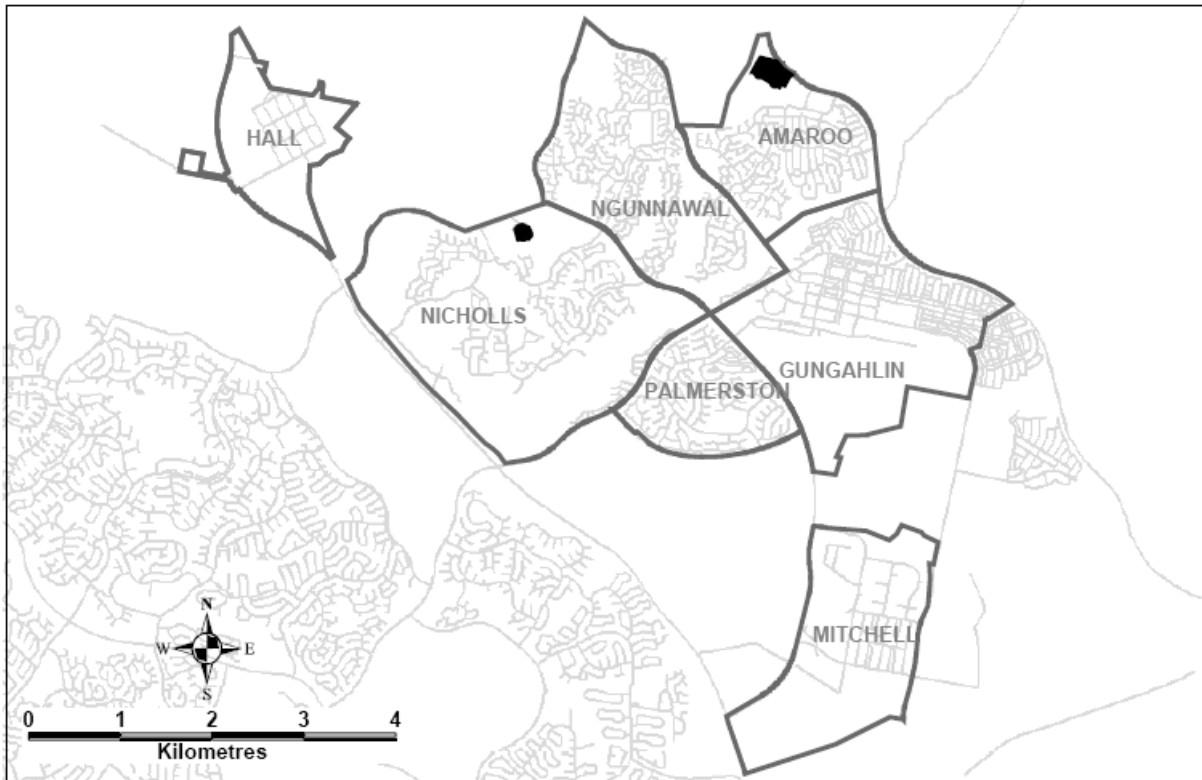 HALL
AMAROO
NGUNNAWAL
NICHOLLS
GUNGAHLIN
PALMERSTON
MITCHELL
N
W E
S
0 1 2 3 4
Kilometres